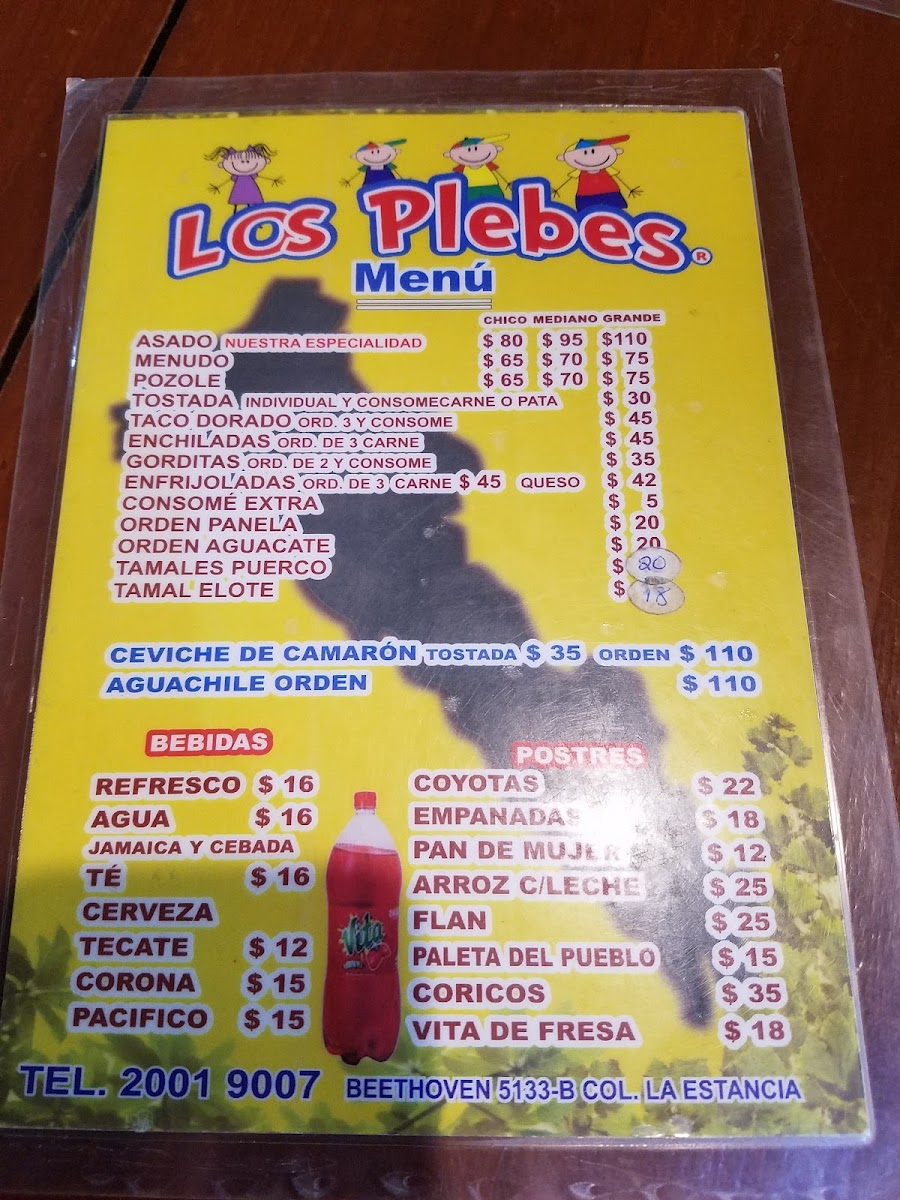 Los Plebes ®
Menú
CHICO MEDIANO GRANDE
ASADO NUESTRA ESPECIALIDAD $ 80 $ 95 $110
MENUDO $ 65 $ 70 $ 75
POZOLE $ 65 $ 70 $ 75
TOSTADA INDIVIDUAL Y CONSOMECARNE O PATA $ 30
TACO DORADO ORD. 3 Y CONSOME $ 45
ENCHILADAS ORD. DE 3 CARNE $ 45
GORDITAS ORD. DE 2 Y CONSOME $ 35
ENFRIJOLADAS ORD. DE 3 CARNE $ 45 QUESO $ 42
CONSOMÉ EXTRA $ 5
ORDEN PANELA $ 20
ORDEN AGUACATE $ 20
TAMALES PUERCO $ 20
TAMAL ELOTE $ 18
CEVICHE DE CAMARÓN TOSTADA $ 35 ORDEN $ 110
AGUACHILE ORDEN $ 110
BEBIDAS
REFRESCO $ 16
AGUA $ 16
JAMAICA Y CEBADA
TÉ $ 16
CERVEZA
TECATE $ 12
CORONA $ 15
PACIFICO $ 15
Vita
POSTRES
COYOTAS $ 22
EMPANADAS $ 18
PAN DE MUJER $ 12
ARROZ C/LECHE $ 25
FLAN $ 25
PALETA DEL PUEBLO $ 15
CORICOS $ 35
VITA DE FRESA $ 18
TEL. 2001 9007 BEETHOVEN 5133-B COL. LA ESTANCIA